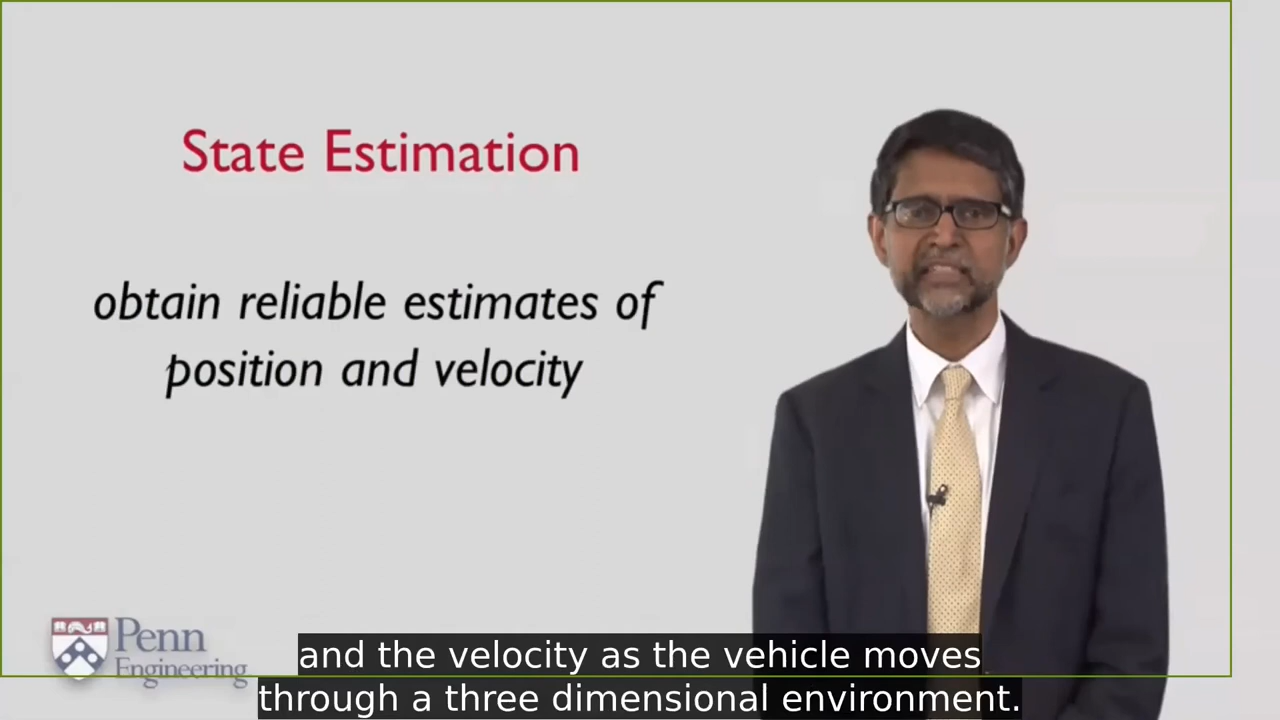 State Estimation
obtain reliable estimates of
position and velocity
Penn
Engineering
and the velocity as the vehicle moves
through a three dimensional environment.